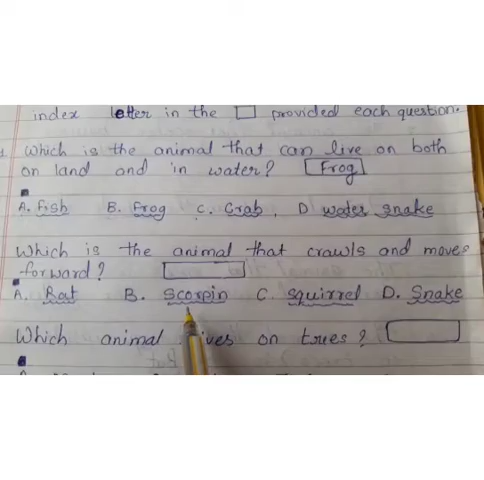 index letter in the provided each question.
1 Which is the animal that can live on both
on land and in water? Frog
A. fish B. Frog C. Crab, D water snake
Which is the animal that crawls and moves
forward?
A. Rat B. Scorpin C. squirrel D. Snake
Which animal lives on trees?